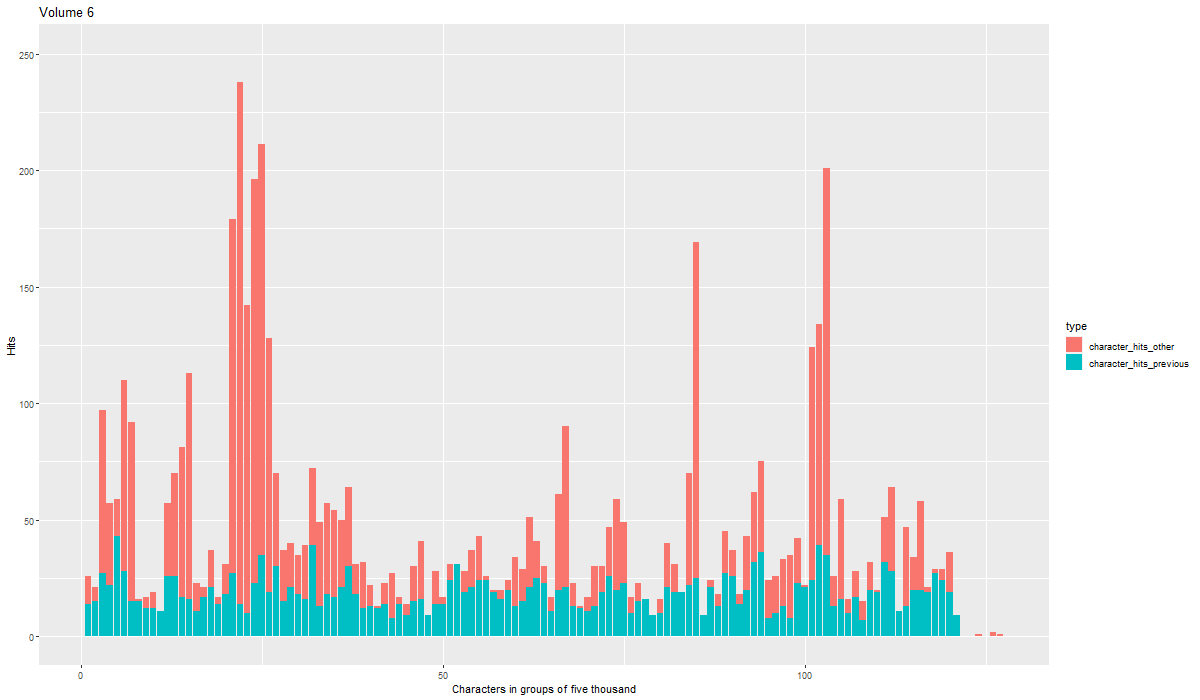 Volume 6
250
200
150
100
50
0
Hits
0 50 100
Characters in groups of five thousand
type
character_hits_other
character_hits_previous